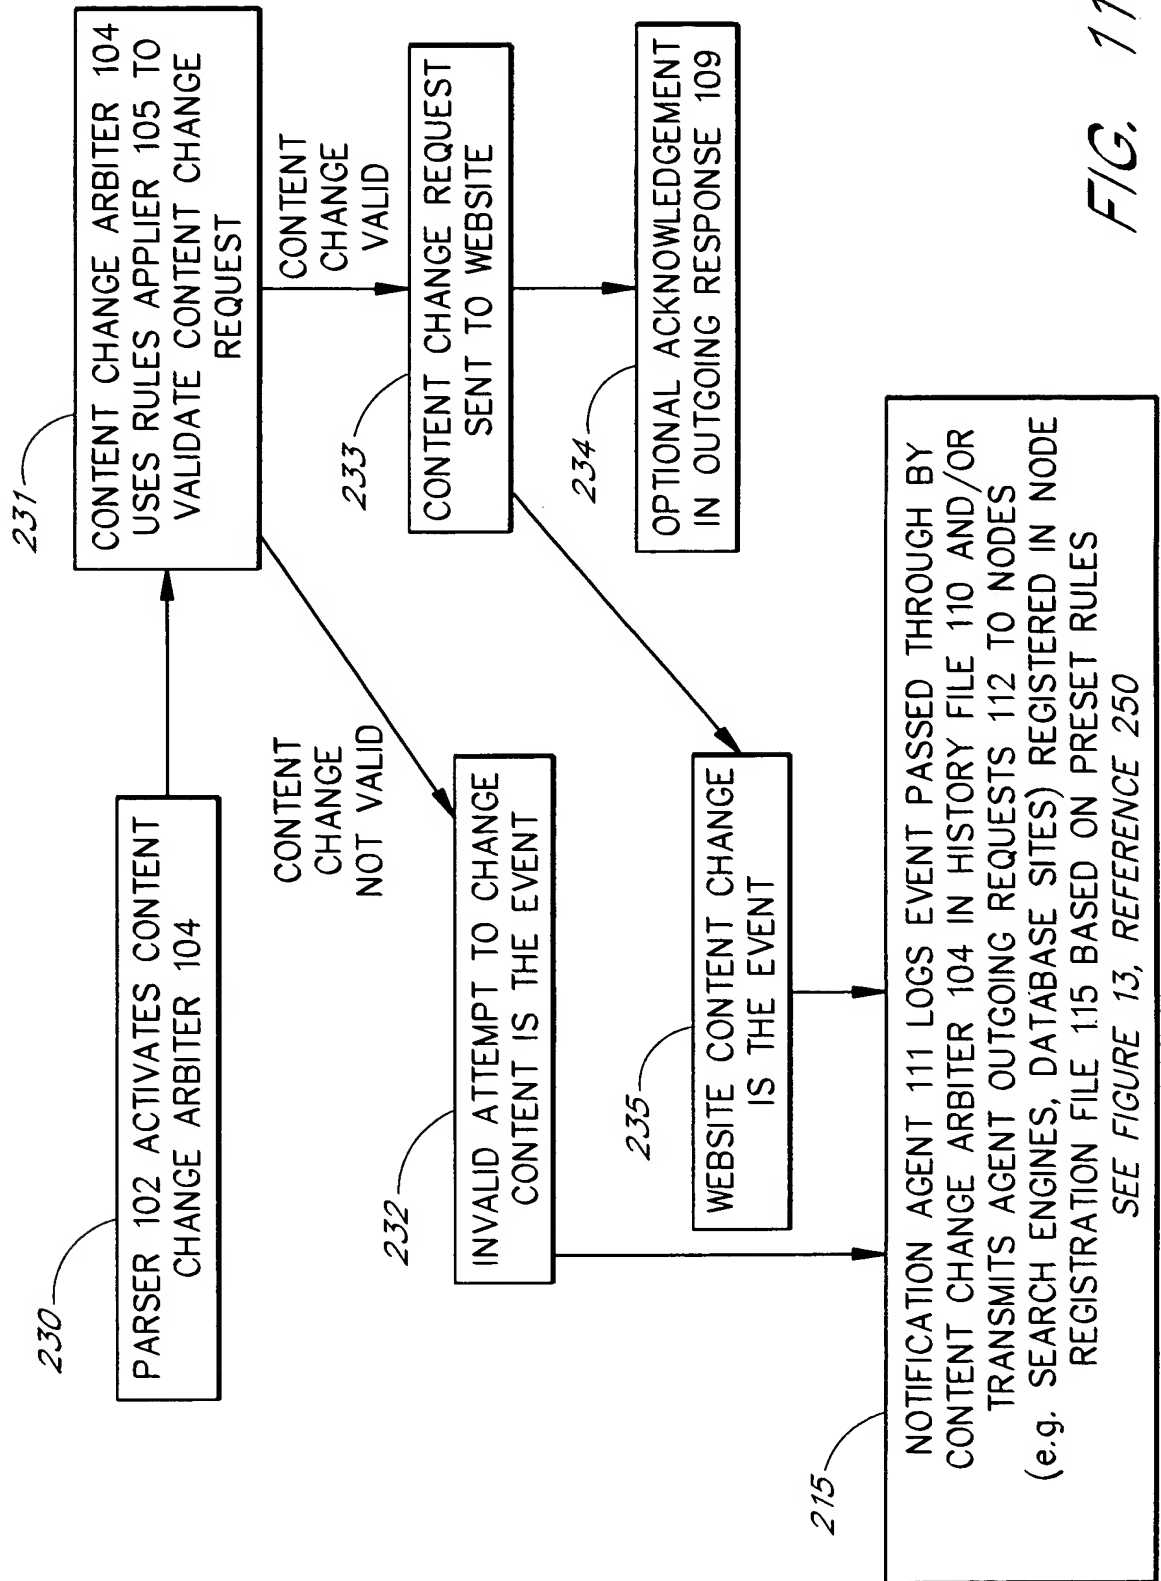 230
PARSER 102 ACTIVATES CONTENT
CHANGE ARBITER 104
231
CONTENT CHANGE ARBITER 104
USES RULES APPLIER 105 TO
VALIDATE CONTENT CHANGE
REQUEST
CONTENT
CHANGE
NOT VALID
CONTENT
CHANGE
VALID
232
INVALID ATTEMPT TO CHANGE
CONTENT IS THE EVENT
233
CONTENT CHANGE REQUEST
SENT TO WEBSITE
234
OPTIONAL ACKNOWLEDGEMENT
IN OUTGOING RESPONSE 109
235
WEBSITE CONTENT CHANGE
IS THE EVENT
215
NOTIFICATION AGENT 111 LOGS EVENT PASSED THROUGH BY
CONTENT CHANGE ARBITER 104 IN HISTORY FILE 110 AND/OR
TRANSMITS AGENT OUTGOING REQUESTS 112 TO NODES
(e.g. SEARCH ENGINES, DATABASE SITES) REGISTERED IN NODE
REGISTRATION FILE 115 BASED ON PRESET RULES
SEE FIGURE 13, REFERENCE 250
FIG. 11